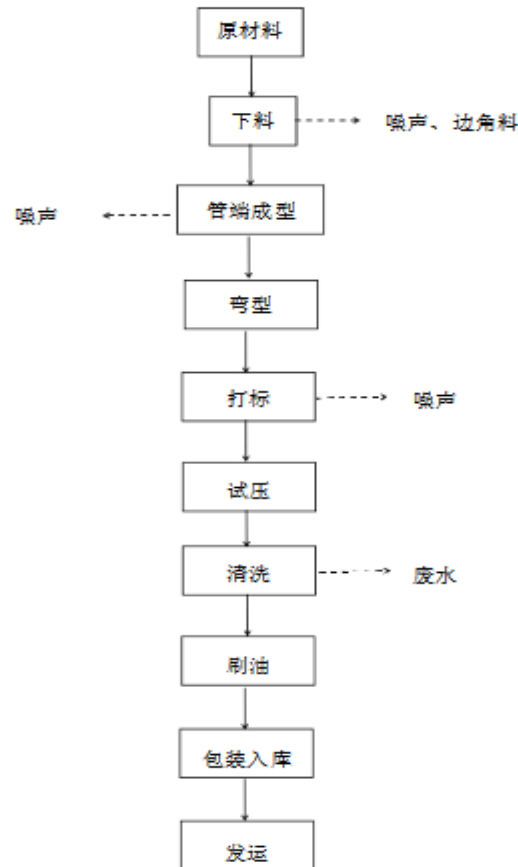 原材料
下料
噪声、边角料
噪声
管端成型
弯型
打标
噪声
试压
清洗
废水
刷油
包装入库
发运